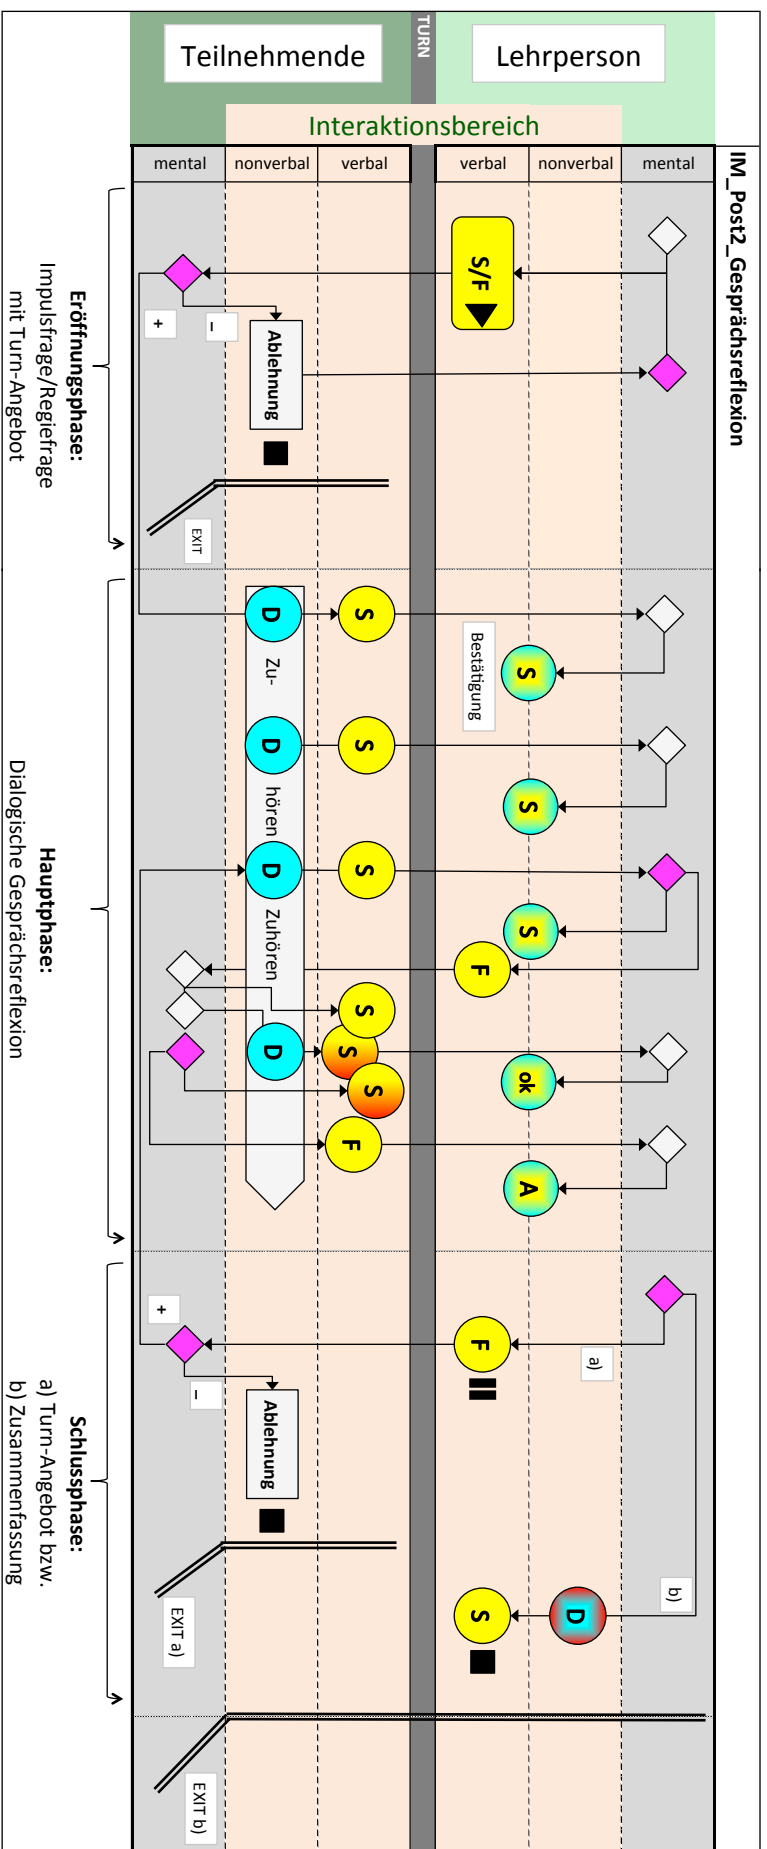 IM_Post2_Gesprächsreflexion
Teilnehmende
TURN
Lehrperson
Interaktionsbereich
mental
nonverbal
verbal
verbal
nonverbal
mental
S/F
Ablehnung
–
+
EXIT
Eröffnungsphase:
Impulsfrage/Regiefrage
mit Turn-Angebot
D
S
S
Bestätigung
Zu-
D
S
S
hören
D
S
S
Zuhören
F
S
D
S
S
ok
F
A
Hauptphase:
Dialogische Gesprächsreflexion
+
–
F
a)
Ablehnung
EXIT a)
b)
D
S
EXIT b)
Schlussphase:
a) Turn-Angebot bzw.
b) Zusammenfassung